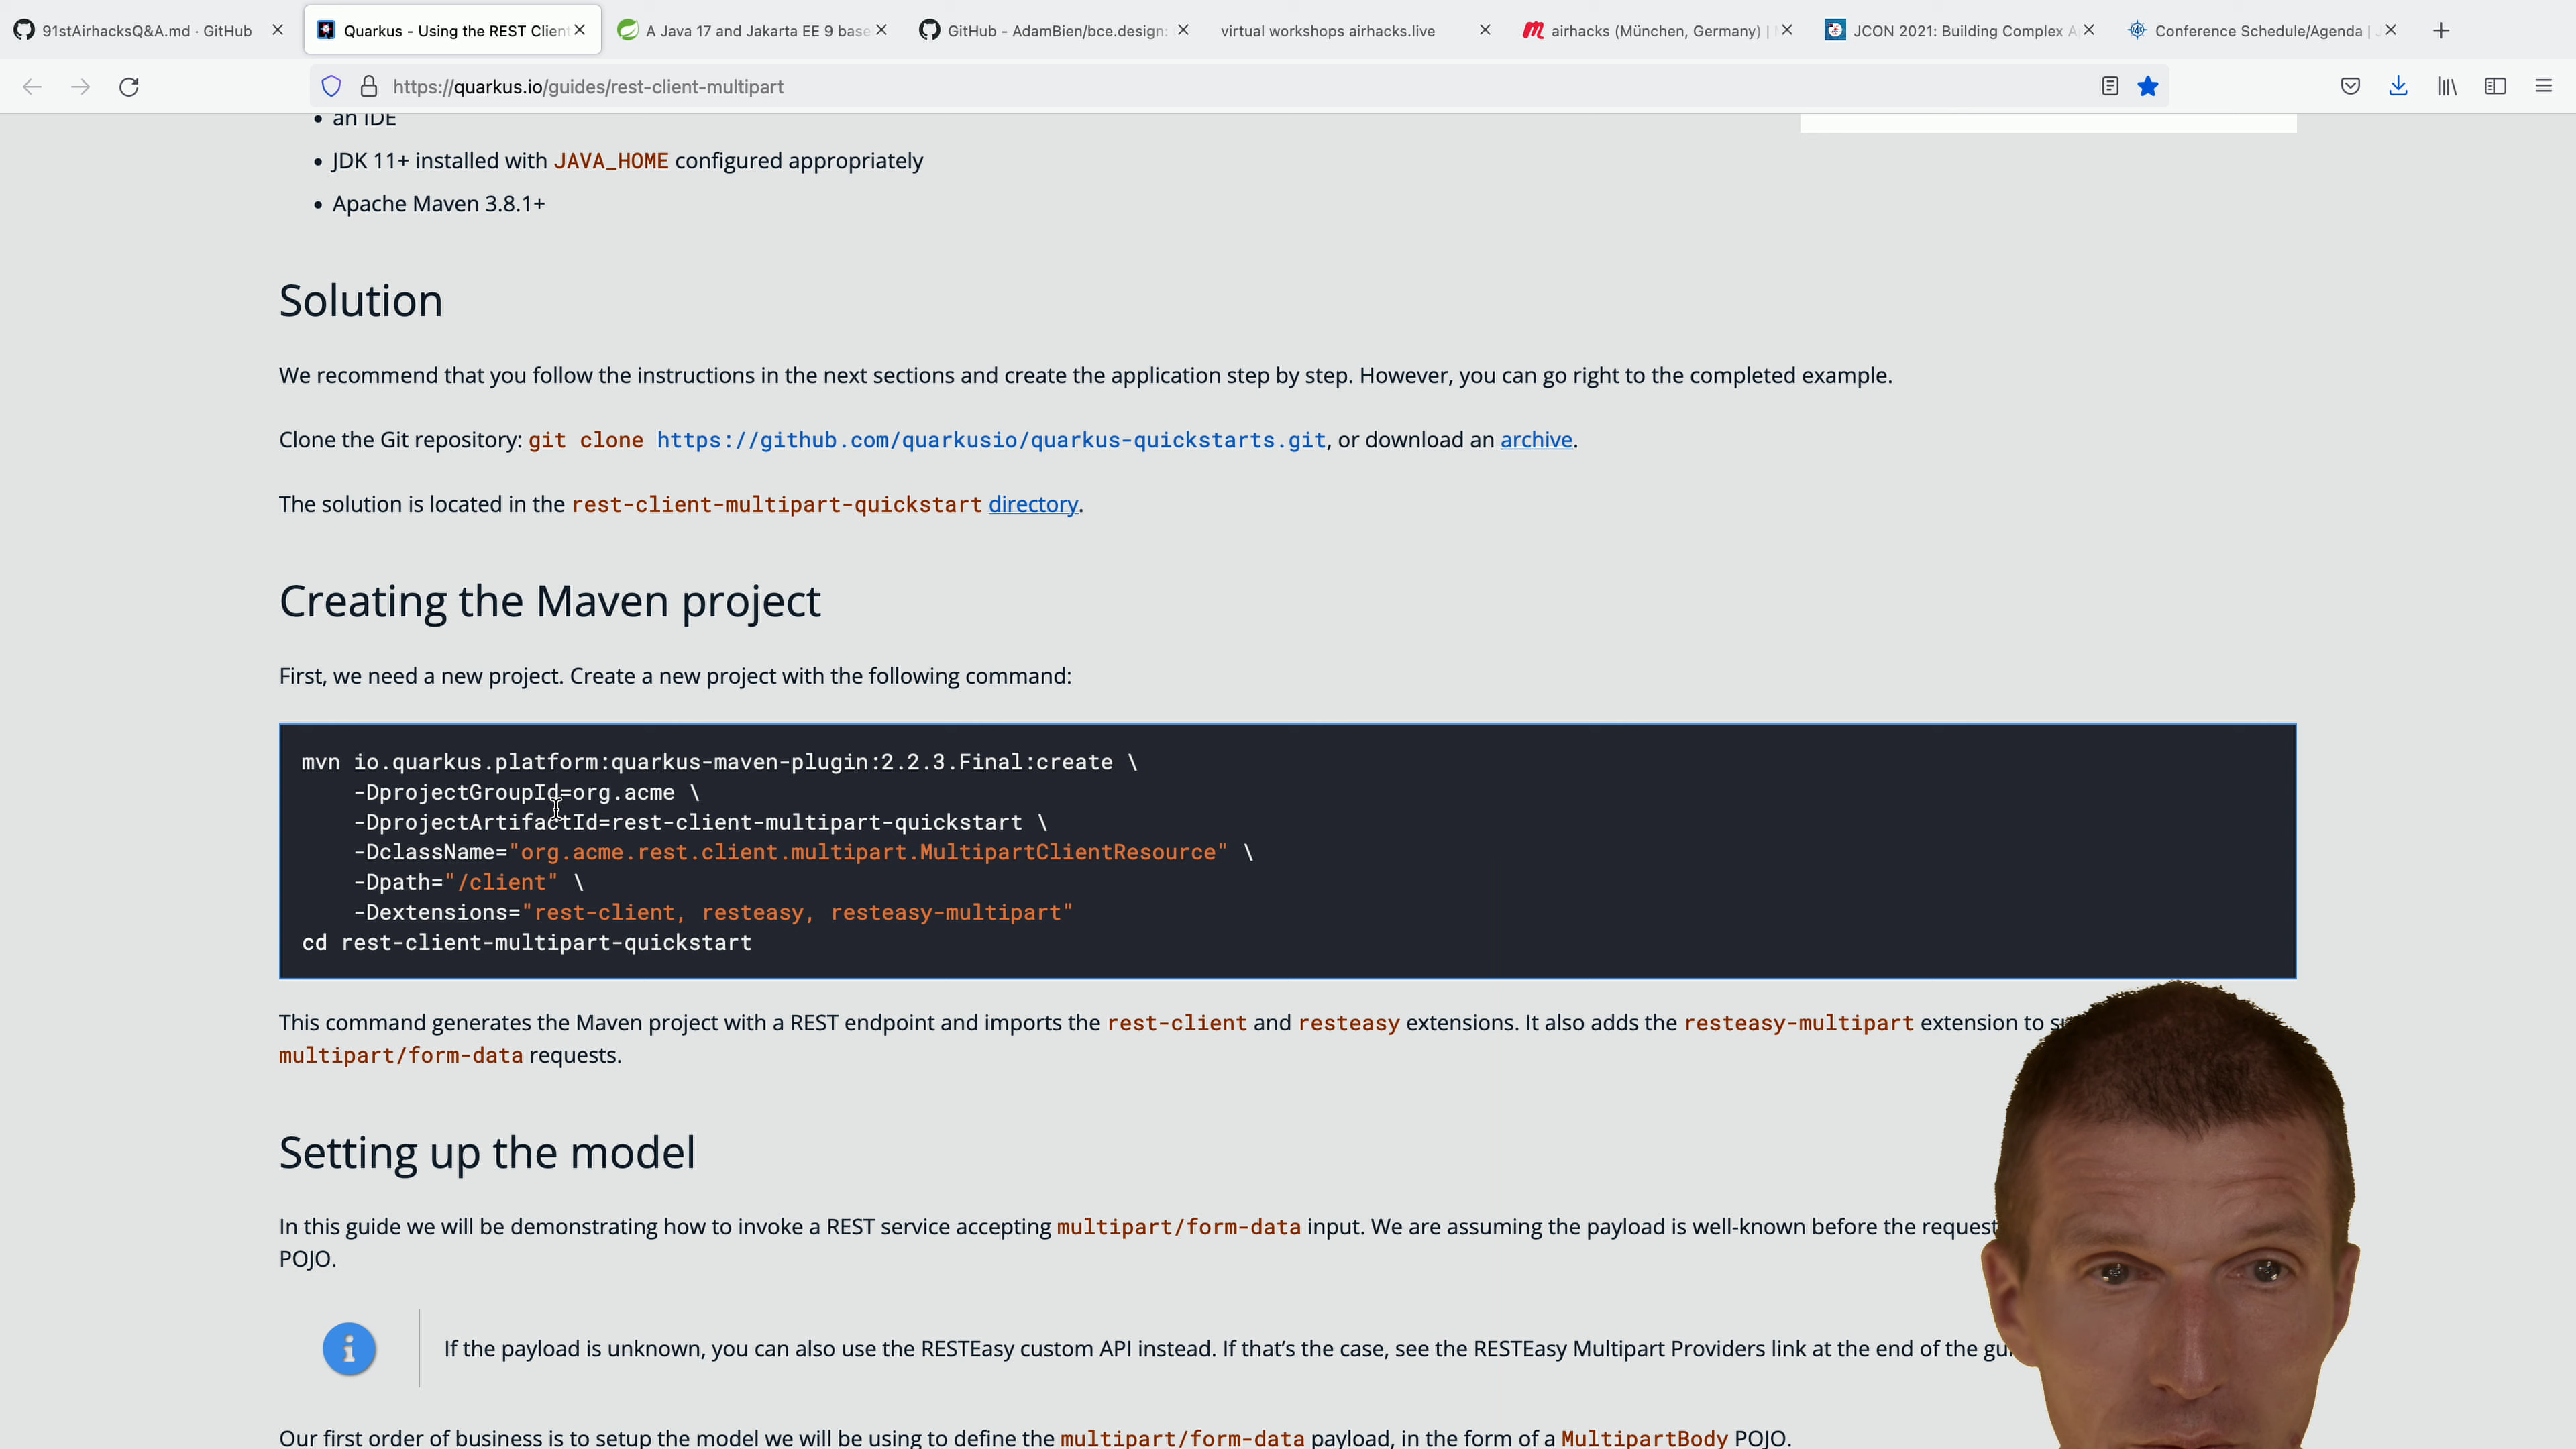 91stAirhacksQ&A.md · GitHub
Quarkus - Using the REST Client
A Java 17 and Jakarta EE 9 base
GitHub - AdamBien/bce.design:
virtual workshops airhacks.live
airhacks (München, Germany) |
JCON 2021: Building Complex A
Conference Schedule/Agenda |
https://quarkus.io/guides/rest-client-multipart
• an IDE
• JDK 11+ installed with JAVA_HOME configured appropriately
• Apache Maven 3.8.1+
Solution
We recommend that you follow the instructions in the next sections and create the application step by step. However, you can go right to the completed example.
Clone the Git repository: git clone https://github.com/quarkusio/quarkus-quickstarts.git, or download an archive.
The solution is located in the rest-client-multipart-quickstart directory.
Creating the Maven project
First, we need a new project. Create a new project with the following command:
mvn io.quarkus.platform:quarkus-maven-plugin:2.2.3.Final:create \
-DprojectGroupId=org.acme \
-DprojectArtifactId=rest-client-multipart-quickstart \
-DclassName="org.acme.rest.client.multipart.MultipartClientResource" \
-Dpath="/client" \
-Dextensions="rest-client, resteasy, resteasy-multipart"
cd rest-client-multipart-quickstart
This command generates the Maven project with a REST endpoint and imports the rest-client and resteasy extensions. It also adds the resteasy-multipart extension to
multipart/form-data requests.
Setting up the model
In this guide we will be demonstrating how to invoke a REST service accepting multipart/form-data input. We are assuming the payload is well-known before the request
POJO.
If the payload is unknown, you can also use the RESTEasy custom API instead. If that's the case, see the RESTEasy Multipart Providers link at the end of the
Our first order of business is to setup the model we will be using to define the multipart/form-data payload, in the form of a MultipartBody POJO.